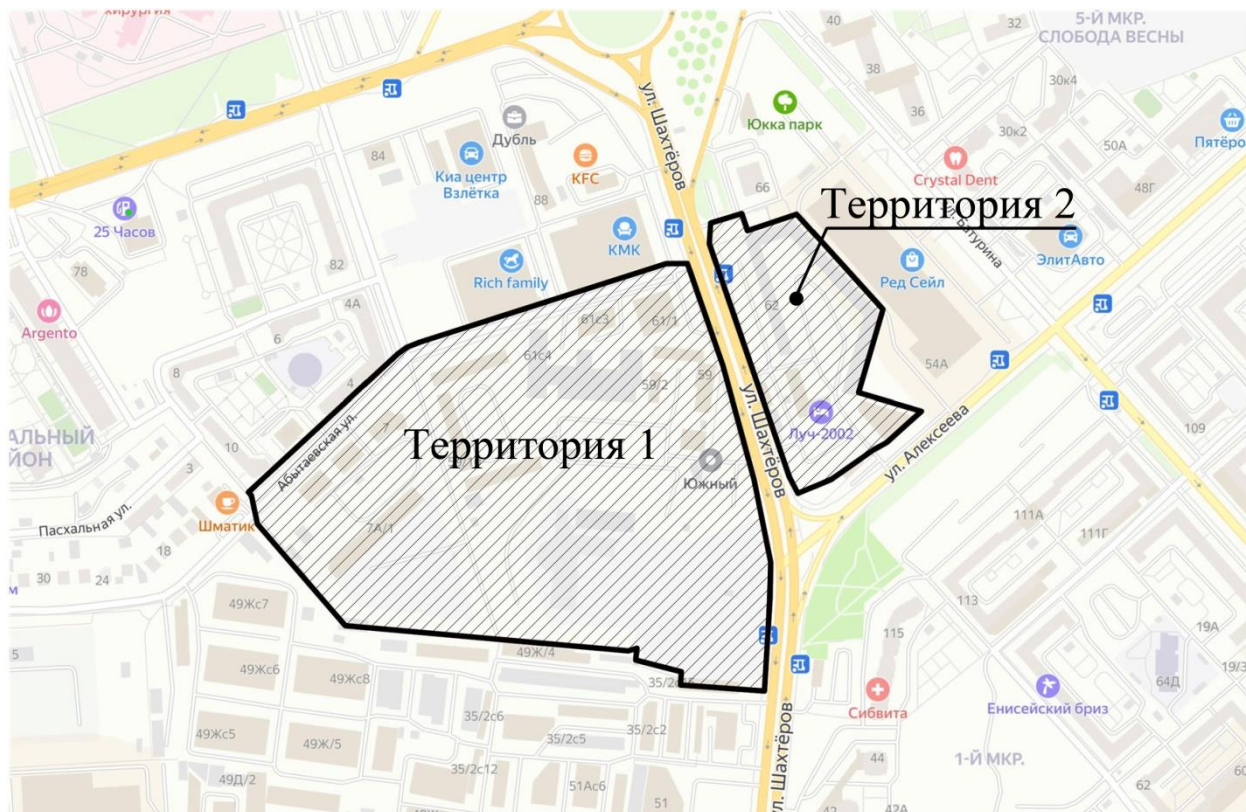 хирургия
40
32
5-Й МКР.
СЛОБОДА ВЕСНЫ
38
30к4
36
ул. Шахтёров
Дубль
Юкка парк
30к2
50А
Пятёро
84
Киа центр
Взлётка
KFC
88
66
Crystal Dent
48Г
Территория 2
25 Часов
КМК
78
82
Rich family
Ред Сейл
ЭлитАвто
4А
Argento
6
61с3
61/1
62
8
61с4
54А
4
59/2
59
7
Территория 1
ул. Шахтёров
Луч-2002
ул. Алексеева
109
АЛЬНЫЙ
ЙОН
10
Абытаевская ул.
3
Южный
Шматик
Пасхальная ул.
7А/1
111А
111Г
18
30
24
м
49Жс7
113
115
19А
49Ж/4
5
49Жс6
49Жс8
35/2с
64Д
19/3
Сибвита
Енисейский бриз
35/2с6
35/2с2
49Жс5
49Ж/5
35/2с5
ул. Шахтёров
44
1-Й МКР.
35/2с12
49Д/2
51Ас6
51
62
60
42
42А